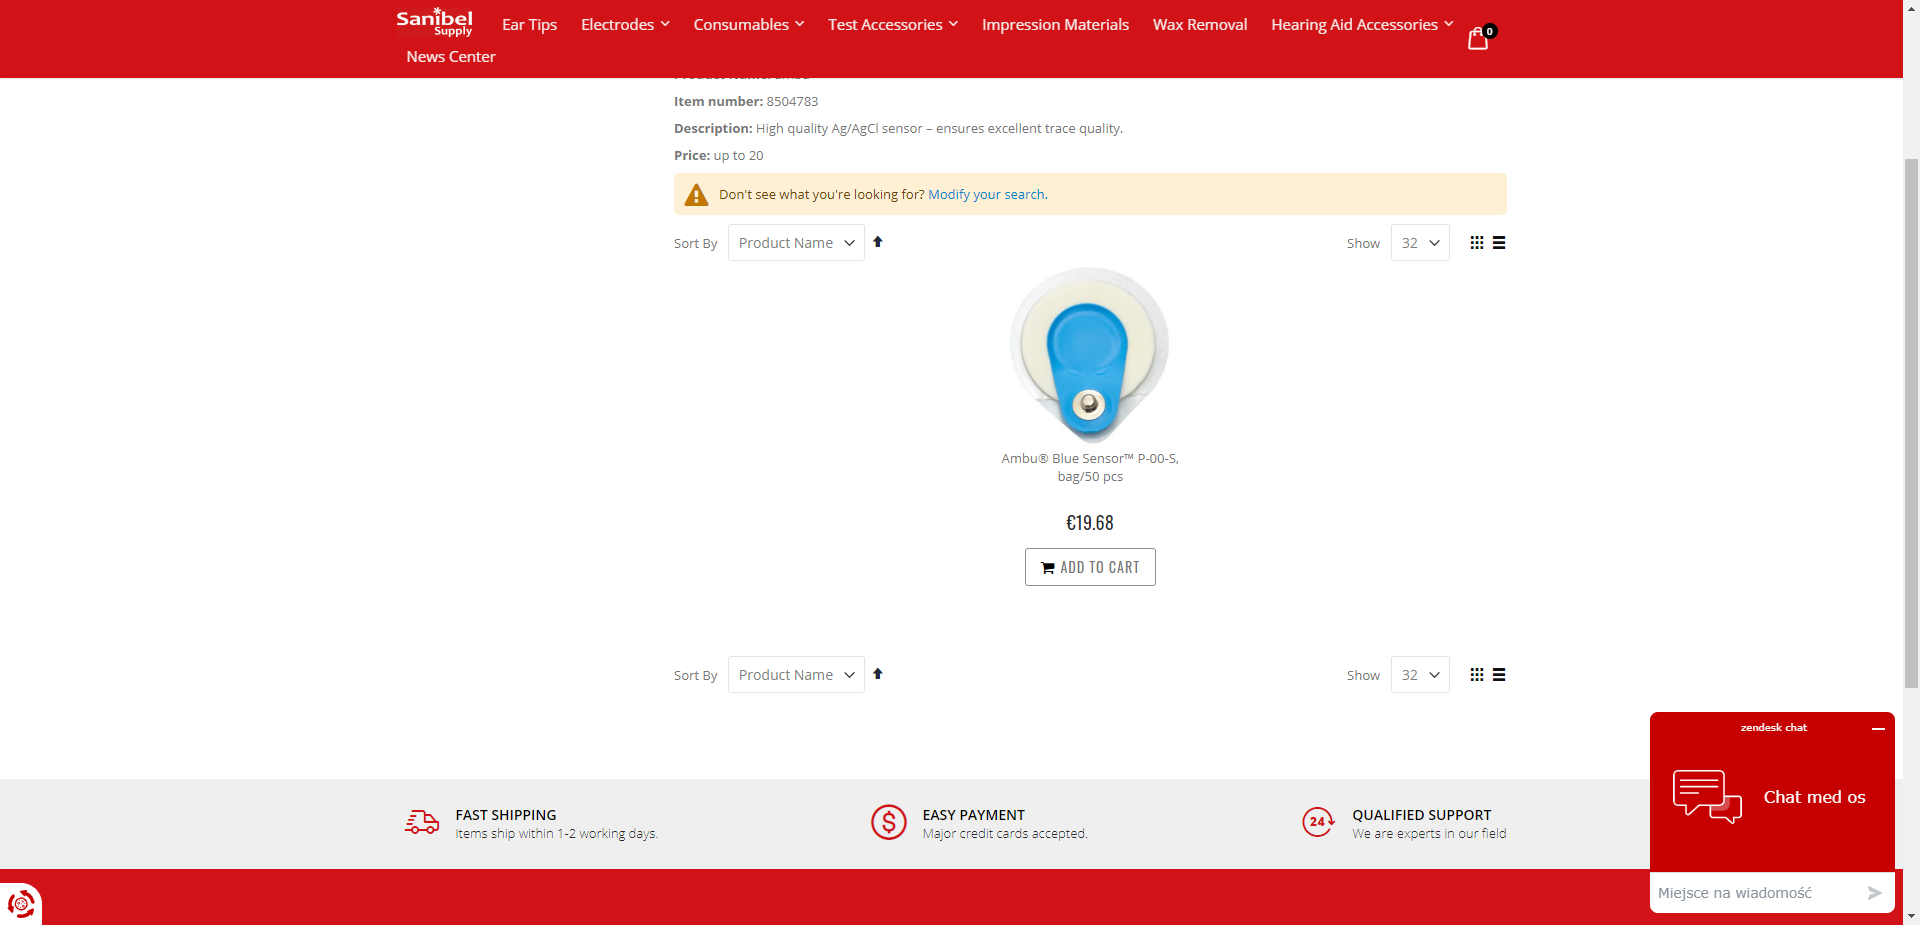 Sanibel
Supply
Ear Tips
Electrodes
Consumables
Test Accessories
Impression Materials
Wax Removal
Hearing Aid Accessories
0
News Center
Item number: 8504783
Description: High quality Ag/AgCl sensor – ensures excellent trace quality.
Price: up to 20
Don't see what you're looking for? Modify your search.
Sort By
Product Name
Show
32
Ambu® Blue Sensor™ P-00-S,
bag/50 pcs
€19.68
ADD TO CART
Sort By
Product Name
Show
32
zendesk chat
Chat med os
Miejsce na wiadomość
FAST SHIPPING
Items ship within 1-2 working days.
$
EASY PAYMENT
Major credit cards accepted.
24
QUALIFIED SUPPORT
We are experts in our field